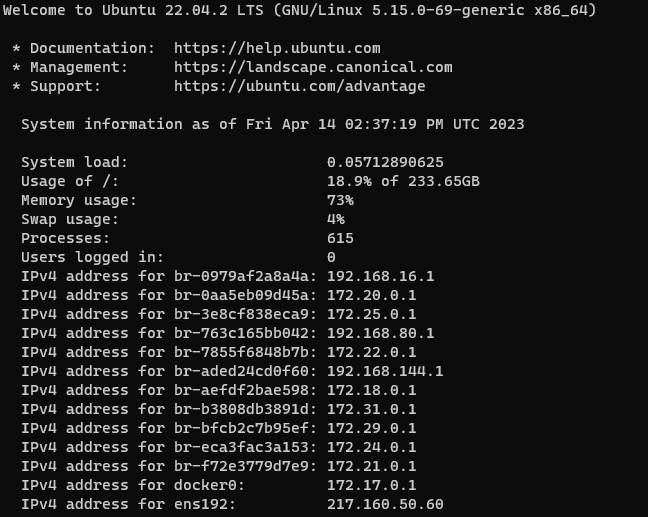 Welcome to Ubuntu 22.04.2 LTS (GNU/Linux 5.15.0-69-generic x86_64)
* Documentation: https://help.ubuntu.com
* Management: https://landscape.canonical.com
* Support: https://ubuntu.com/advantage
System information as of Fri Apr 14 02:37:19 PM UTC 2023
System load: 0.05712890625
Usage of /: 18.9% of 233.65GB
Memory usage: 73%
Swap usage: 4%
Processes: 615
Users logged in: 0
IPv4 address for br-0979af2a8a4a: 192.168.16.1
IPv4 address for br-0aa5eb09d45a: 172.20.0.1
IPv4 address for br-3e8cf838eca9: 172.25.0.1
IPv4 address for br-763c165bb042: 192.168.80.1
IPv4 address for br-7855f6848b7b: 172.22.0.1
IPv4 address for br-aded24cd0f60: 192.168.144.1
IPv4 address for br-aefdf2bae598: 172.18.0.1
IPv4 address for br-b3808db3891d: 172.31.0.1
IPv4 address for br-bfcb2c7b95ef: 172.29.0.1
IPv4 address for br-eca3fac3a153: 172.24.0.1
IPv4 address for br-f72e3779d7e9: 172.21.0.1
IPv4 address for docker0: 172.17.0.1
IPv4 address for ens192: 217.160.50.60